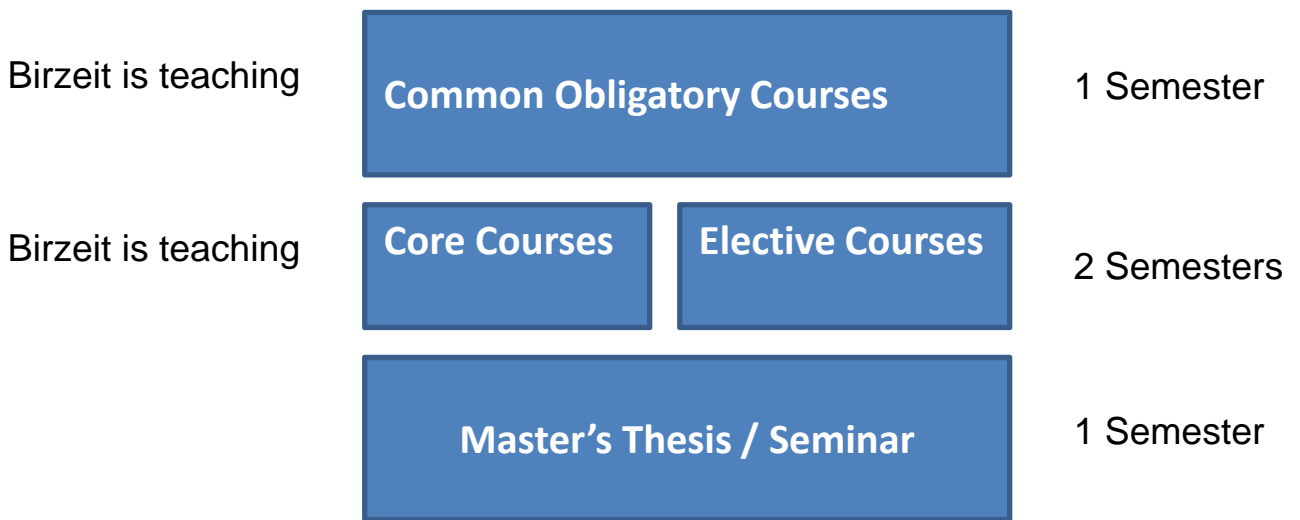 Birzeit is teaching
Common Obligatory Courses
1 Semester
Birzeit is teaching
Core Courses
Elective Courses
2 Semesters
Master’s Thesis / Seminar
1 Semester